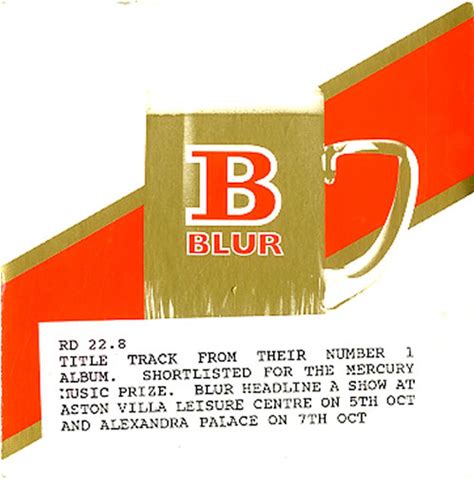 B
BLUR
RD 22.8
TITLE TRACK FROM THEIR NUMBER 1
ALBUM. SHORTLISTED FOR THE MERCURY
MUSIC PRIZE. BLUR HEADLINE A SHOW AT
ASTON VILLA LEISURE CENTRE ON 5TH OCT
AND ALEXANDRA PALACE ON 7TH OCT